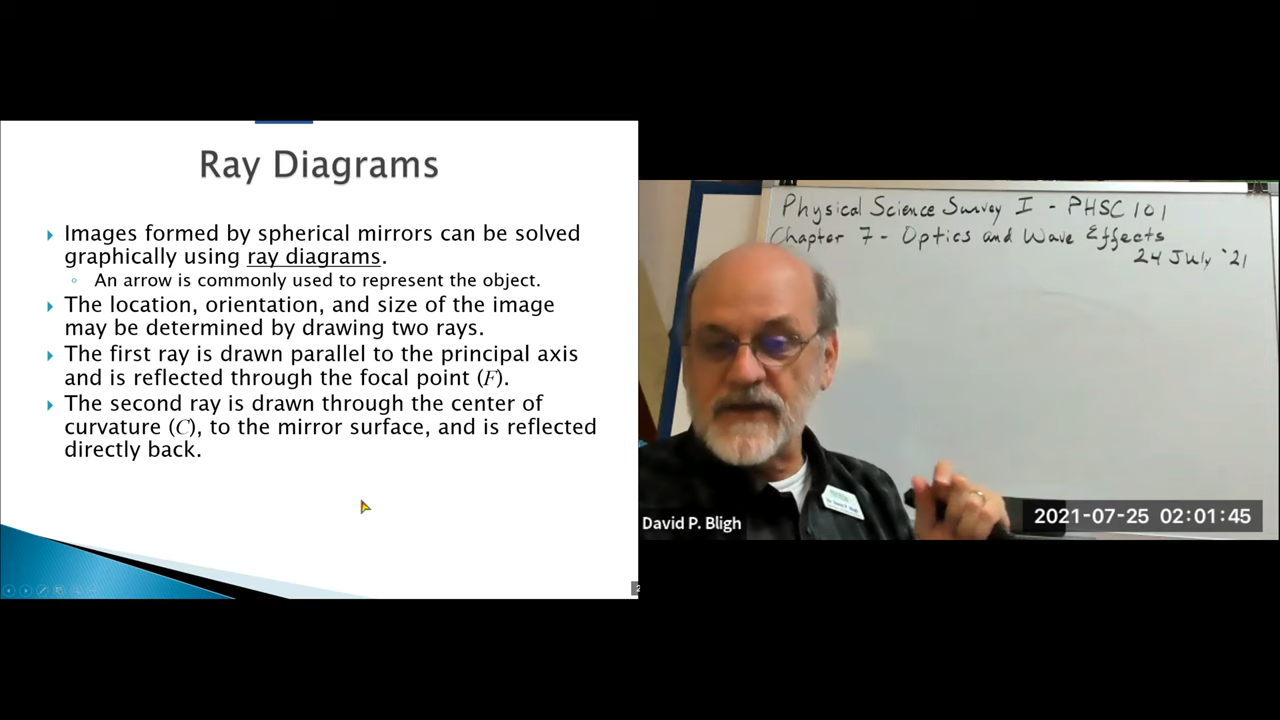 Ray Diagrams
Images formed by spherical mirrors can be solved
graphically using ray diagrams.
An arrow is commonly used to represent the object.
The location, orientation, and size of the image
may be determined by drawing two rays.
The first ray is drawn parallel to the principal axis
and is reflected through the focal point (F).
The second ray is drawn through the center of
curvature (C), to the mirror surface, and is reflected
directly back.
Physical Science Survey I - PHSC 101
Chapter 7 - Optics and Wave Effects
24 July '21
David P. Bligh
2021-07-25 02:01:45